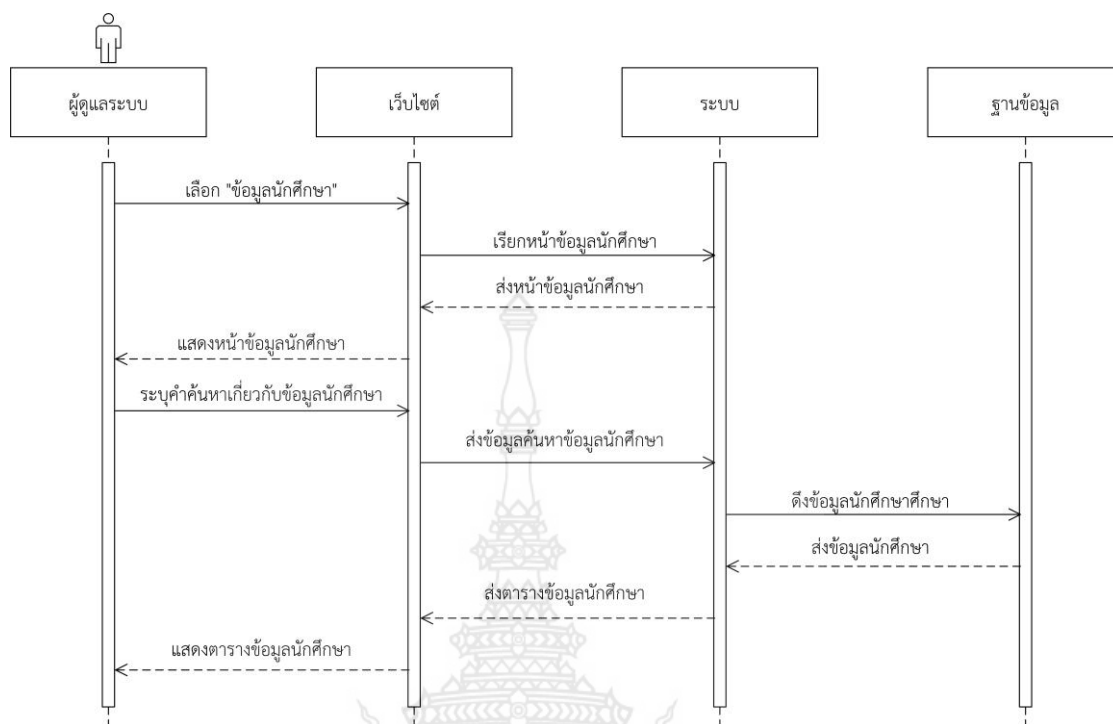 ผู้ดูแลระบบ
เว็บไซต์
ระบบ
ฐานข้อมูล
เลือก "ข้อมูลนักศึกษา"
เรียกหน้าข้อมูลนักศึกษา
ส่งหน้าข้อมูลนักศึกษา
แสดงหน้าข้อมูลนักศึกษา
ระบุคำค้นหาเกี่ยวกับข้อมูลนักศึกษา
ส่งข้อมูลค้นหาข้อมูลนักศึกษา
ดึงข้อมูลนักศึกษาศึกษา
ส่งข้อมูลนักศึกษา
ส่งตารางข้อมูลนักศึกษา
แสดงตารางข้อมูลนักศึกษา